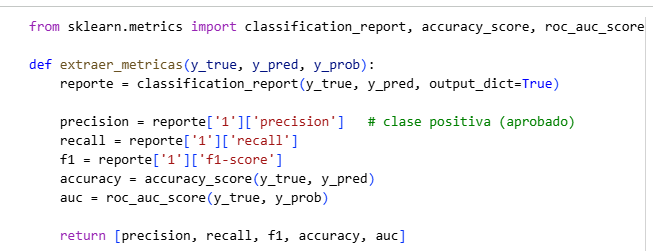 from sklearn.metrics import classification_report, accuracy_score, roc_auc_score
def extraer_metricas(y_true, y_pred, y_prob):
    reporte = classification_report(y_true, y_pred, output_dict=True)
    precision = reporte['1']['precision']   # clase positiva (aprobado)
    recall = reporte['1']['recall']
    f1 = reporte['1']['f1-score']
    accuracy = accuracy_score(y_true, y_pred)
    auc = roc_auc_score(y_true, y_prob)
    return [precision, recall, f1, accuracy, auc]